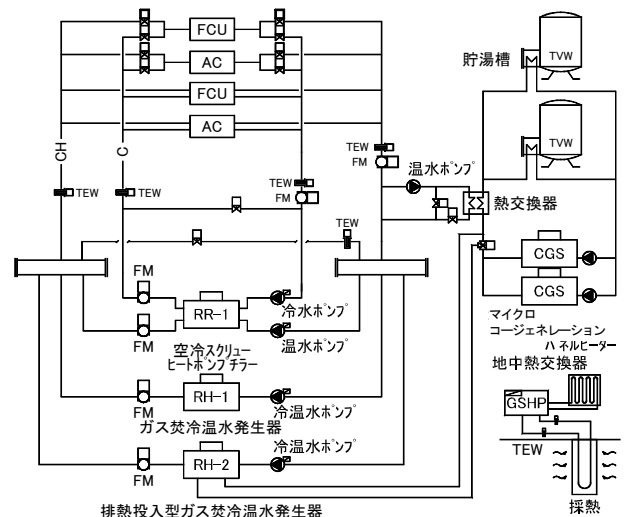 FCU
AC
FCU
AC
CH
C
TEW
TEW
TEW
FM
TEW
FM
TEW
温水ポンプ
熱交換器
貯湯槽
TVW
TVW
CGS
CGS
マイクロ
コージェネレーション
FM
RR-1
冷水ポンプ
温水ポンプ
FM
空冷スクリュー
ヒートポンプチラー
FM
RH-1
冷温水ポンプ
ガス焚冷温水発生器
FM
RH-2
冷温水ポンプ
排熱投入型ガス焚冷温水発生器
パネルヒーター
地中熱交換器
GSHP
TEW
採熱